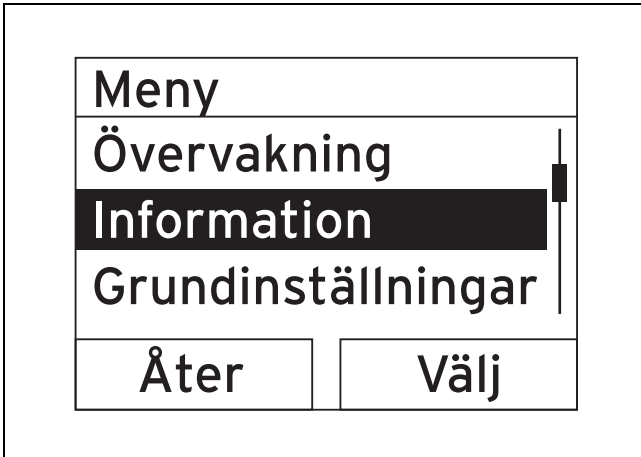 Meny
Övervakning
Information
Grundinställningar
Åter Välj